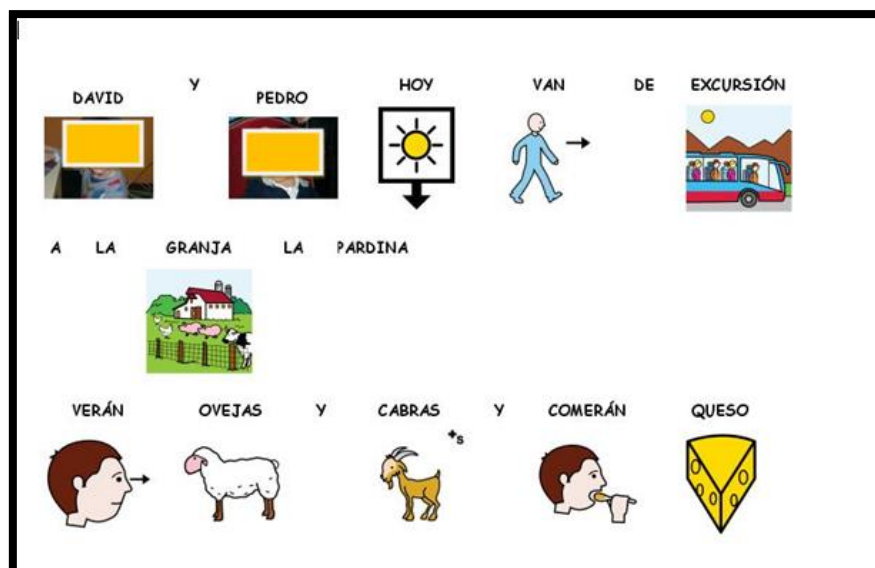 DAVID Y PEDRO HOY VAN DE EXCURSIÓN
A LA GRANJA LA PARDINA
VERÁN OVEJAS Y CABRAS Y COMERÁN QUESO
+s